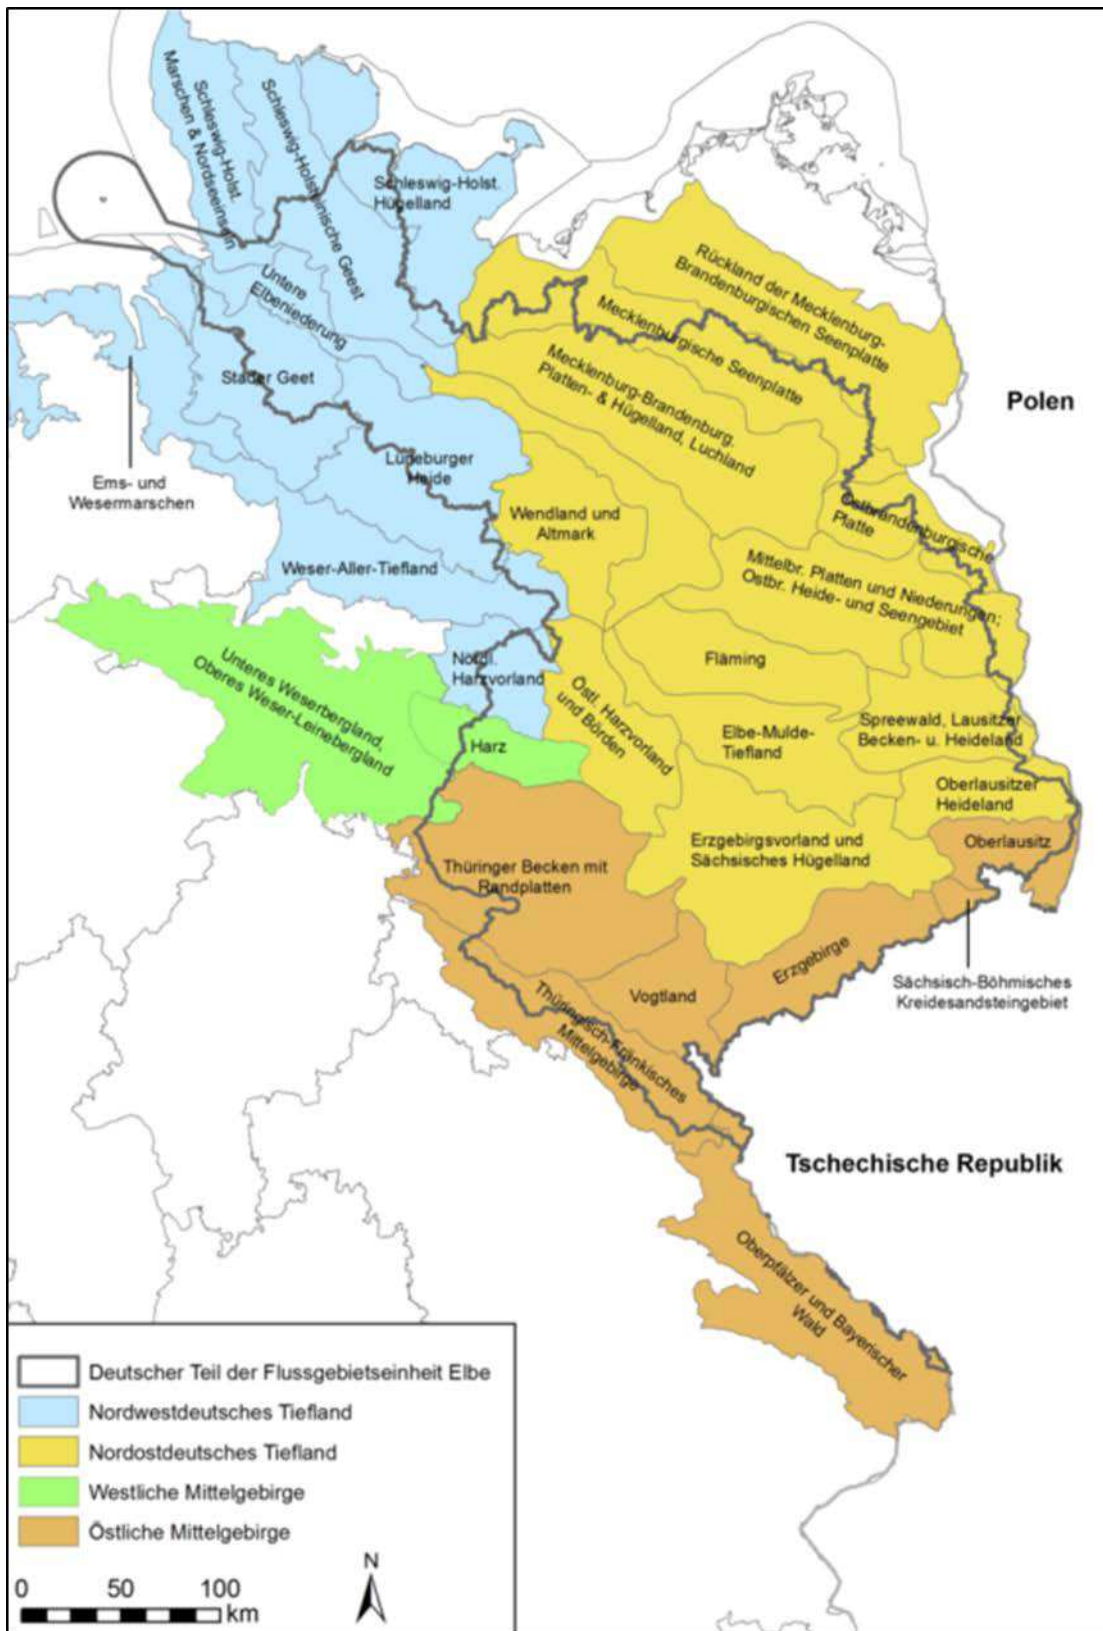 Schleswig-Holst.
Marschen & Nordseeinseln
Schleswig-Holsteinische Geest
Schleswig-Holst.
Hügelland
Untere
Elbeniederung
Stader Geet
Ems- und
Wesermarschen
Lüneburger
Heide
Weser-Aller-Tiefland
Rückland der Mecklenburg-
Brandenburgischen Seenplatte
Mecklenburgische Seenplatte
Mecklenburg-Brandenburg.
Platten- & Hügelland, Luchland
Polen
Wendland und
Altmark
Ostbrandenburgische
Platte
Mittelbr. Platten und Niederungen;
Ostbr. Heide- und Seengebiet
Unteres Weserbergland,
Oberes Weser-Leinebergland
Nördl.
Harzvorland
Harz
Östl. Harzvorland
und Börden
Fläming
Elbe-Mulde-
Tiefland
Spreewald, Lausitzer
Becken- u. Heideland
Oberlausitzer
Heideland
Oberlausitz
Erzgebirgsvorland und
Sächsisches Hügelland
Thüringer Becken mit
Randplatten
Erzgebirge
Sächsisch-Böhmisches
Kreidesandsteingebiet
Vogtland
Thüringisch-Fränkisches
Mittelgebirge
Tschechische Republik
Oberpfälzer und Bayerischer
Wald
Deutscher Teil der Flussgebietseinheit Elbe
Nordwestdeutsches Tiefland
Nordostdeutsches Tiefland
Westliche Mittelgebirge
Östliche Mittelgebirge
0 50 100
km
N